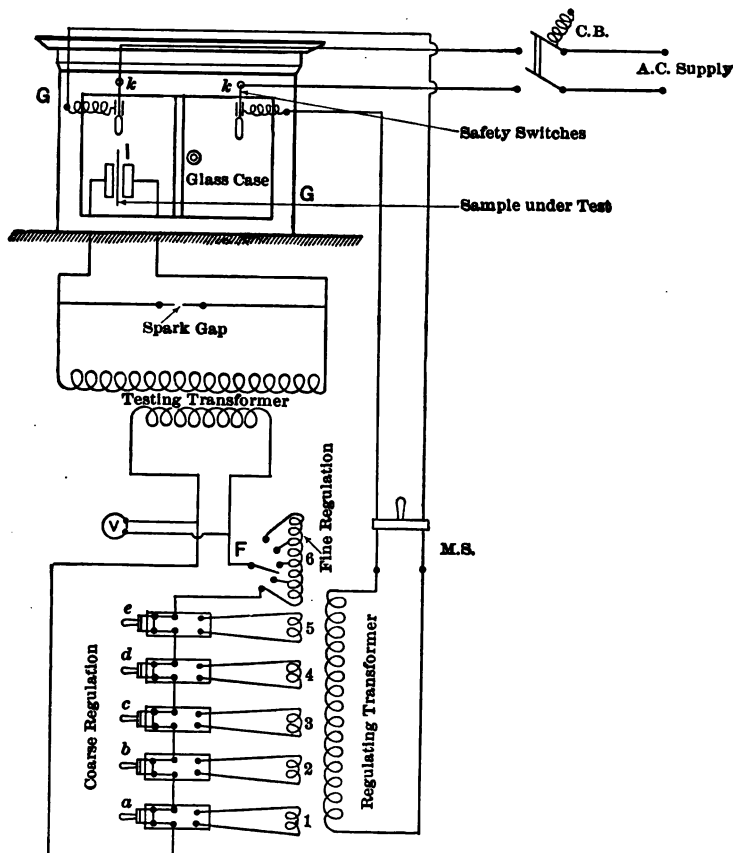 C.B.
A.C. Supply
k
k
G
Safety Switches
Glass Case
G
Sample under Test
Spark Gap
Testing Transformer
V
F
6
Fine Regulation
M.S.
e
5
d
4
c
3
b
2
a
1
Coarse Regulation
Regulating Transformer